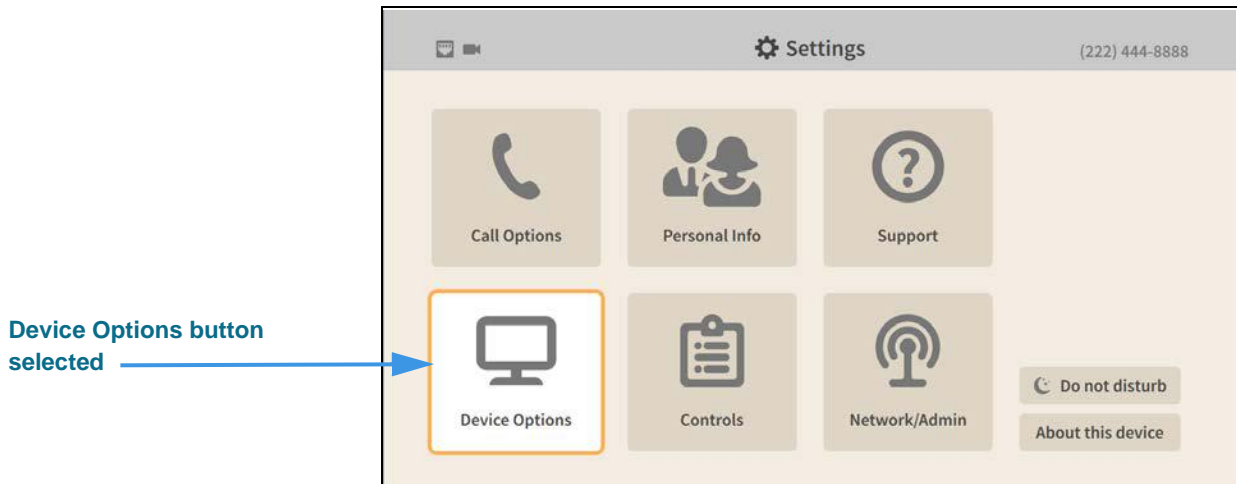 Settings
(222) 444-8888
Call Options
Personal Info
Support
Device Options button
selected
Device Options
Controls
Network/Admin
Do not disturb
About this device